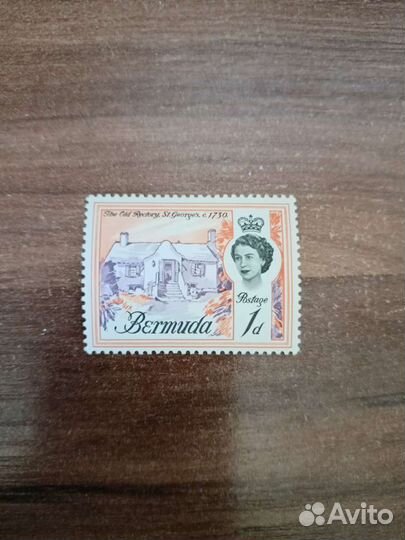 The Old Rectory, St. George's, c. 1730.
Postage
Bermuda
1d
Avito